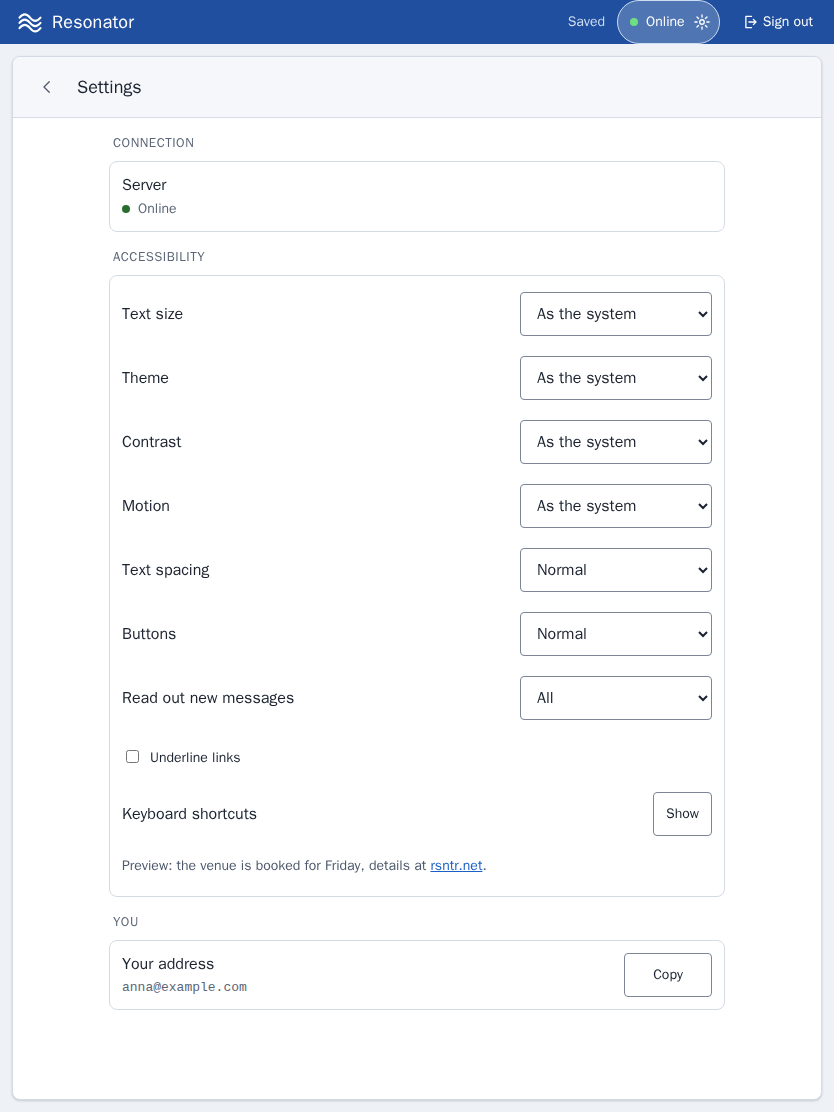 Resonator
Saved
Online
Sign out
Settings
CONNECTION
Server
Online
ACCESSIBILITY
Text size
As the system
Theme
As the system
Contrast
As the system
Motion
As the system
Text spacing
Normal
Buttons
Normal
Read out new messages
All
Underline links
Keyboard shortcuts
Show
Preview: the venue is booked for Friday, details at rsntr.net.
YOU
Your address
anna@example.com
Copy